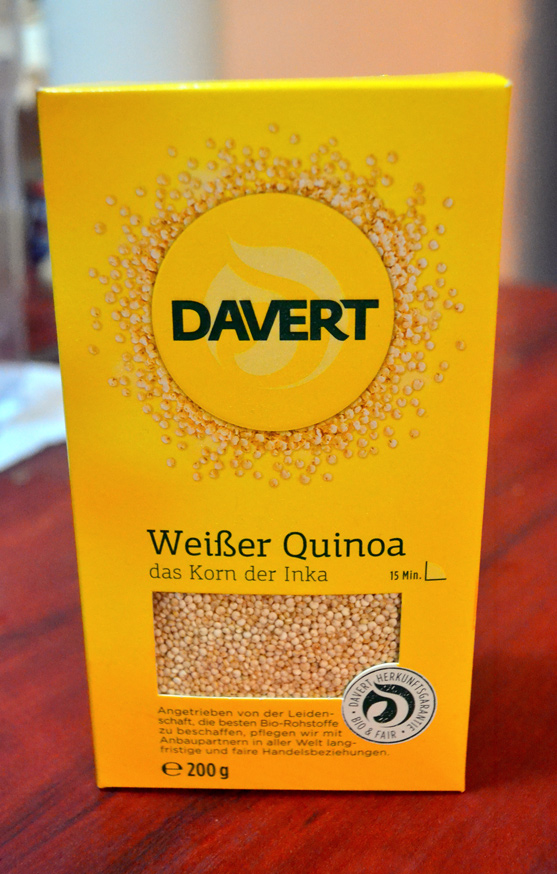 DAVERT
Weißer Quinoa
das Korn der Inka
15 Min.
DAVERT HERKUNFTSGARANTIE
• BIO & FAIR •
Angetrieben von der Leiden-
schaft, die besten Bio-Rohstoffe
zu beschaffen, pflegen wir mit
Anbaupartnern in aller Welt lang-
fristige und faire Handelsbeziehungen.
℮ 200 g